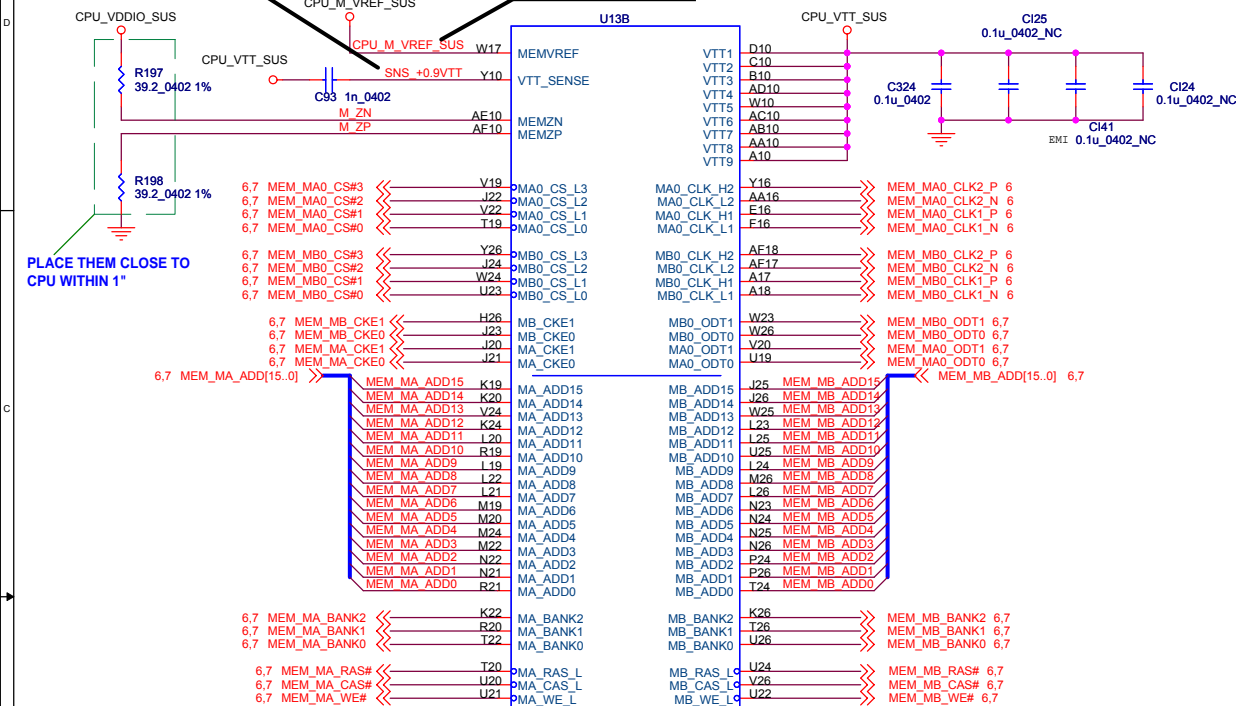 CPU_M_VREF_SUS
D
CPU_VDDIO_SUS
U13B
CPU_VTT_SUS
CI25
0.1u_0402_NC
CPU_M_VREF_SUS W17 MEMVREF
VTT1 D10
CPU_VTT_SUS
VTT2 C10
R197
39.2_0402 1%
SNS_+0.9VTT Y10 VTT_SENSE
VTT3 B10
VTT4 AD10
C324
0.1u_0402
CI24
0.1u_0402_NC
C93 1n_0402
VTT5 W10
M_ZN AE10 MEMZN
VTT6 AC10
M_ZP AF10 MEMZP
VTT7 AB10
CI41
EMI 0.1u_0402_NC
VTT8 AA10
VTT9 A10
R198
39.2_0402 1%
6,7 MEM_MA0_CS#3 V19 MA0_CS_L3 MA0_CLK_H2 Y16 MEM_MA0_CLK2_P 6
6,7 MEM_MA0_CS#2 J22 MA0_CS_L2 MA0_CLK_L2 AA16 MEM_MA0_CLK2_N 6
6,7 MEM_MA0_CS#1 V22 MA0_CS_L1 MA0_CLK_H1 E16 MEM_MA0_CLK1_P 6
6,7 MEM_MA0_CS#0 T19 MA0_CS_L0 MA0_CLK_L1 F16 MEM_MA0_CLK1_N 6
PLACE THEM CLOSE TO
CPU WITHIN 1"
6,7 MEM_MB0_CS#3 Y26 MB0_CS_L3 MB0_CLK_H2 AF18 MEM_MB0_CLK2_P 6
6,7 MEM_MB0_CS#2 J24 MB0_CS_L2 MB0_CLK_L2 AF17 MEM_MB0_CLK2_N 6
6,7 MEM_MB0_CS#1 W24 MB0_CS_L1 MB0_CLK_H1 A17 MEM_MB0_CLK1_P 6
6,7 MEM_MB0_CS#0 U23 MB0_CS_L0 MB0_CLK_L1 A18 MEM_MB0_CLK1_N 6
6,7 MEM_MB_CKE1 H26 MB_CKE1 MB0_ODT1 W23 MEM_MB0_ODT1 6,7
6,7 MEM_MB_CKE0 J23 MB_CKE0 MB0_ODT0 W26 MEM_MB0_ODT0 6,7
6,7 MEM_MA_CKE1 J20 MA_CKE1 MA0_ODT1 V20 MEM_MA0_ODT1 6,7
6,7 MEM_MA_CKE0 J21 MA_CKE0 MA0_ODT0 U19 MEM_MA0_ODT0 6,7
6,7 MEM_MA_ADD[15..0] MEM_MB_ADD[15..0] 6,7
C
MEM_MA_ADD15 K19 MA_ADD15 MB_ADD15 J25 MEM_MB_ADD15
MEM_MA_ADD14 K20 MA_ADD14 MB_ADD14 J26 MEM_MB_ADD14
MEM_MA_ADD13 V24 MA_ADD13 MB_ADD13 W25 MEM_MB_ADD13
MEM_MA_ADD12 K24 MA_ADD12 MB_ADD12 L23 MEM_MB_ADD12
MEM_MA_ADD11 L20 MA_ADD11 MB_ADD11 L25 MEM_MB_ADD11
MEM_MA_ADD10 R19 MA_ADD10 MB_ADD10 U25 MEM_MB_ADD10
MEM_MA_ADD9 L19 MA_ADD9 MB_ADD9 L24 MEM_MB_ADD9
MEM_MA_ADD8 L22 MA_ADD8 MB_ADD8 M26 MEM_MB_ADD8
MEM_MA_ADD7 L21 MA_ADD7 MB_ADD7 L26 MEM_MB_ADD7
MEM_MA_ADD6 M19 MA_ADD6 MB_ADD6 N23 MEM_MB_ADD6
MEM_MA_ADD5 M20 MA_ADD5 MB_ADD5 N24 MEM_MB_ADD5
MEM_MA_ADD4 M24 MA_ADD4 MB_ADD4 N25 MEM_MB_ADD4
MEM_MA_ADD3 M22 MA_ADD3 MB_ADD3 N26 MEM_MB_ADD3
MEM_MA_ADD2 N22 MA_ADD2 MB_ADD2 P24 MEM_MB_ADD2
MEM_MA_ADD1 N21 MA_ADD1 MB_ADD1 P26 MEM_MB_ADD1
MEM_MA_ADD0 R21 MA_ADD0 MB_ADD0 T24 MEM_MB_ADD0
6,7 MEM_MA_BANK2 K22 MA_BANK2 MB_BANK2 K26 MEM_MB_BANK2 6,7
6,7 MEM_MA_BANK1 R20 MA_BANK1 MB_BANK1 T26 MEM_MB_BANK1 6,7
6,7 MEM_MA_BANK0 T22 MA_BANK0 MB_BANK0 U26 MEM_MB_BANK0 6,7
6,7 MEM_MA_RAS# T20 MA_RAS_L MB_RAS_L U24 MEM_MB_RAS# 6,7
6,7 MEM_MA_CAS# U20 MA_CAS_L MB_CAS_L V26 MEM_MB_CAS# 6,7
6,7 MEM_MA_WE# U21 MA_WE_L MB_WE_L U22 MEM_MB_WE# 6,7